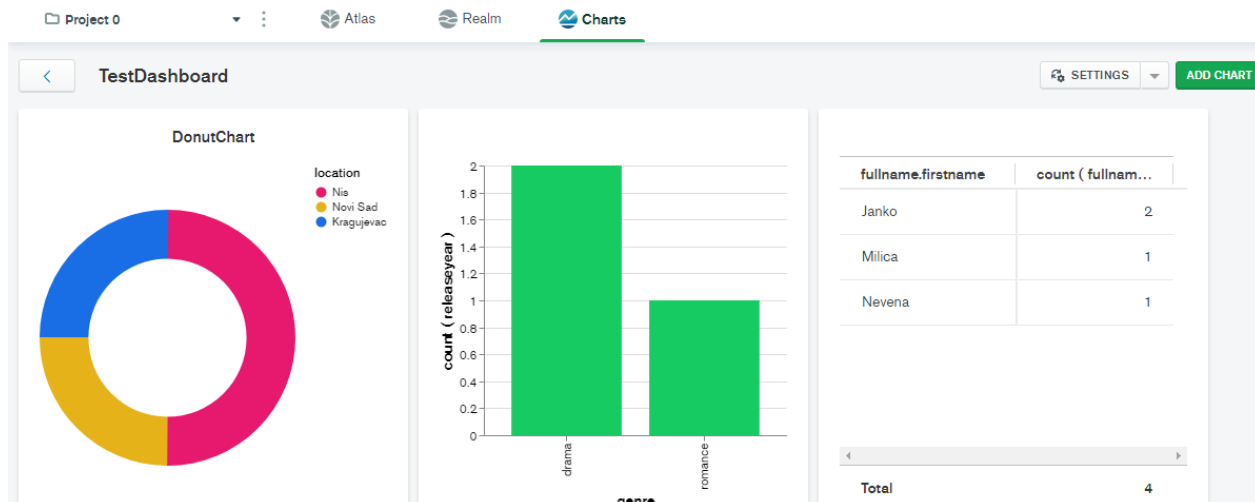 Project 0
Atlas
Realm
Charts
TestDashboard
SETTINGS
ADD CHART
DonutChart
location
Nis
Novi Sad
Kragujevac
count ( releaseyear )
2
1.8
1.6
1.4
1.2
1
0.8
0.6
0.4
0.2
0
drama
romance
genre
fullname.firstname count ( fullnam...
Janko 2
Milica 1
Nevena 1
Total 4